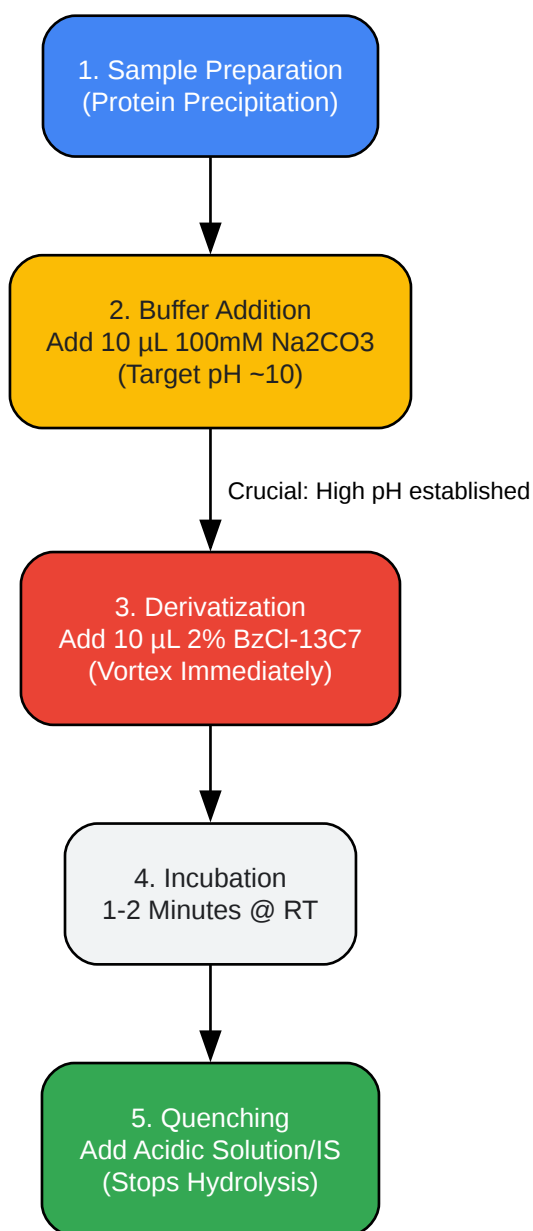 1. Sample Preparation
(Protein Precipitation)
2. Buffer Addition
Add 10 µL 100mM Na2CO3
(Target pH ~10)
Crucial: High pH established
3. Derivatization
Add 10 µL 2% BzCl-13C7
(Vortex Immediately)
4. Incubation
1-2 Minutes @ RT
5. Quenching
Add Acidic Solution/IS
(Stops Hydrolysis)